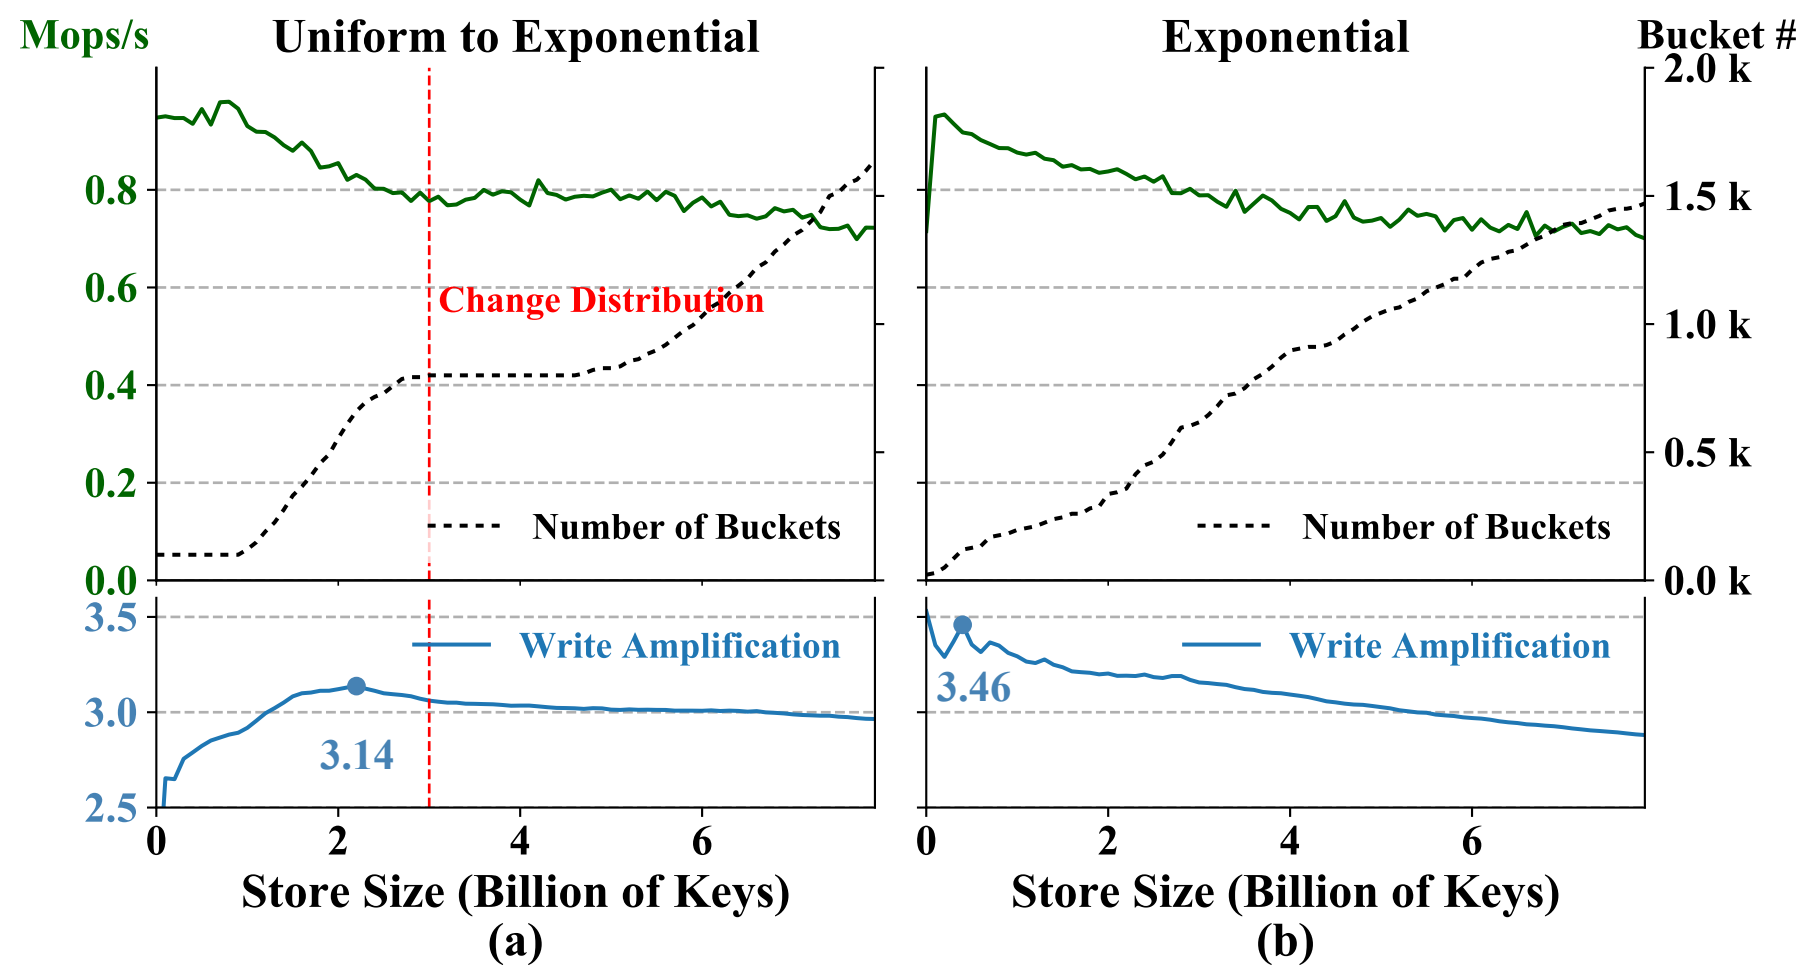 Mops/s
Uniform to Exponential
Exponential
Bucket #
2.0 k
0.8
1.5 k
0.6
Change Distribution
1.0 k
0.4
0.2
0.5 k
Number of Buckets
Number of Buckets
0.0
0.0 k
3.5
Write Amplification
Write Amplification
3.46
3.0
3.14
2.5
0 2 4 6
0 2 4 6
Store Size (Billion of Keys)
Store Size (Billion of Keys)
(a)
(b)